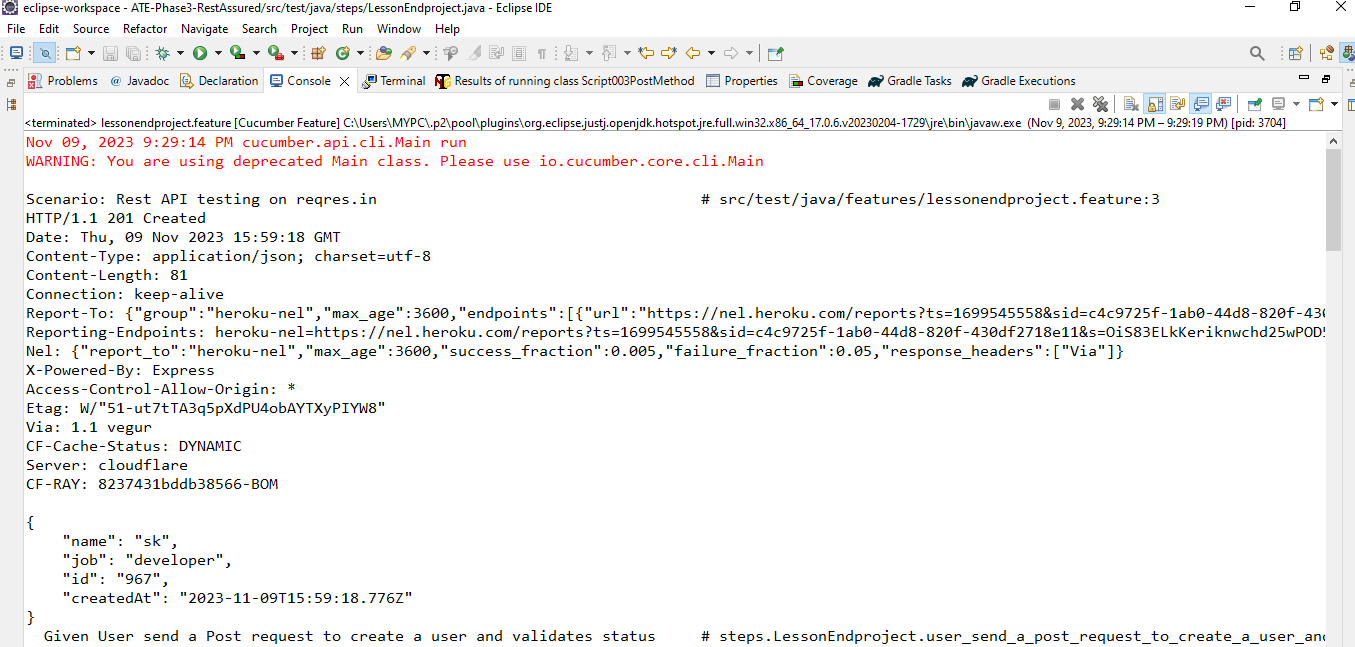 eclipse-workspace - ATE-Phase3-RestAssured/src/test/java/steps/LessonEndproject.java - Eclipse IDE
File Edit Source Refactor Navigate Search Project Run Window Help
Problems Javadoc Declaration Console Terminal Results of running class Script003PostMethod Properties Coverage Gradle Tasks Gradle Executions
<terminated> lessonendproject.feature [Cucumber Feature] C:\Users\MYPC\.p2\pool\plugins\org.eclipse.justj.openjdk.hotspot.jre.full.win32.x86_64_17.0.6.v20230204-1729\jre\bin\javaw.exe (Nov 9, 2023, 9:29:14 PM – 9:29:19 PM) [pid: 3704]
Nov 09, 2023 9:29:14 PM cucumber.api.cli.Main run
WARNING: You are using deprecated Main class. Please use io.cucumber.core.cli.Main
Scenario: Rest API testing on reqres.in # src/test/java/features/lessonendproject.feature:3
HTTP/1.1 201 Created
Date: Thu, 09 Nov 2023 15:59:18 GMT
Content-Type: application/json; charset=utf-8
Content-Length: 81
Connection: keep-alive
Report-To: {"group":"heroku-nel","max_age":3600,"endpoints":[{"url":"https://nel.heroku.com/reports?ts=1699545558&sid=c4c9725f-1ab0-44d8-820f-430
Reporting-Endpoints: heroku-nel=https://nel.heroku.com/reports?ts=1699545558&sid=c4c9725f-1ab0-44d8-820f-430df2718e11&s=OiS83ELkKeriknwchd25wPOD5
Nel: {"report_to":"heroku-nel","max_age":3600,"success_fraction":0.005,"failure_fraction":0.05,"response_headers":["Via"]}
X-Powered-By: Express
Access-Control-Allow-Origin: *
Etag: W/"51-ut7tTA3q5pXdPU4obAYTXyPIYW8"
Via: 1.1 vegur
CF-Cache-Status: DYNAMIC
Server: cloudflare
CF-RAY: 8237431bddb38566-BOM
{
"name": "sk",
"job": "developer",
"id": "967",
"createdAt": "2023-11-09T15:59:18.776Z"
}
Given User send a Post request to create a user and validates status # steps.LessonEndproject.user_send_a_post_request_to_create_a_user_and